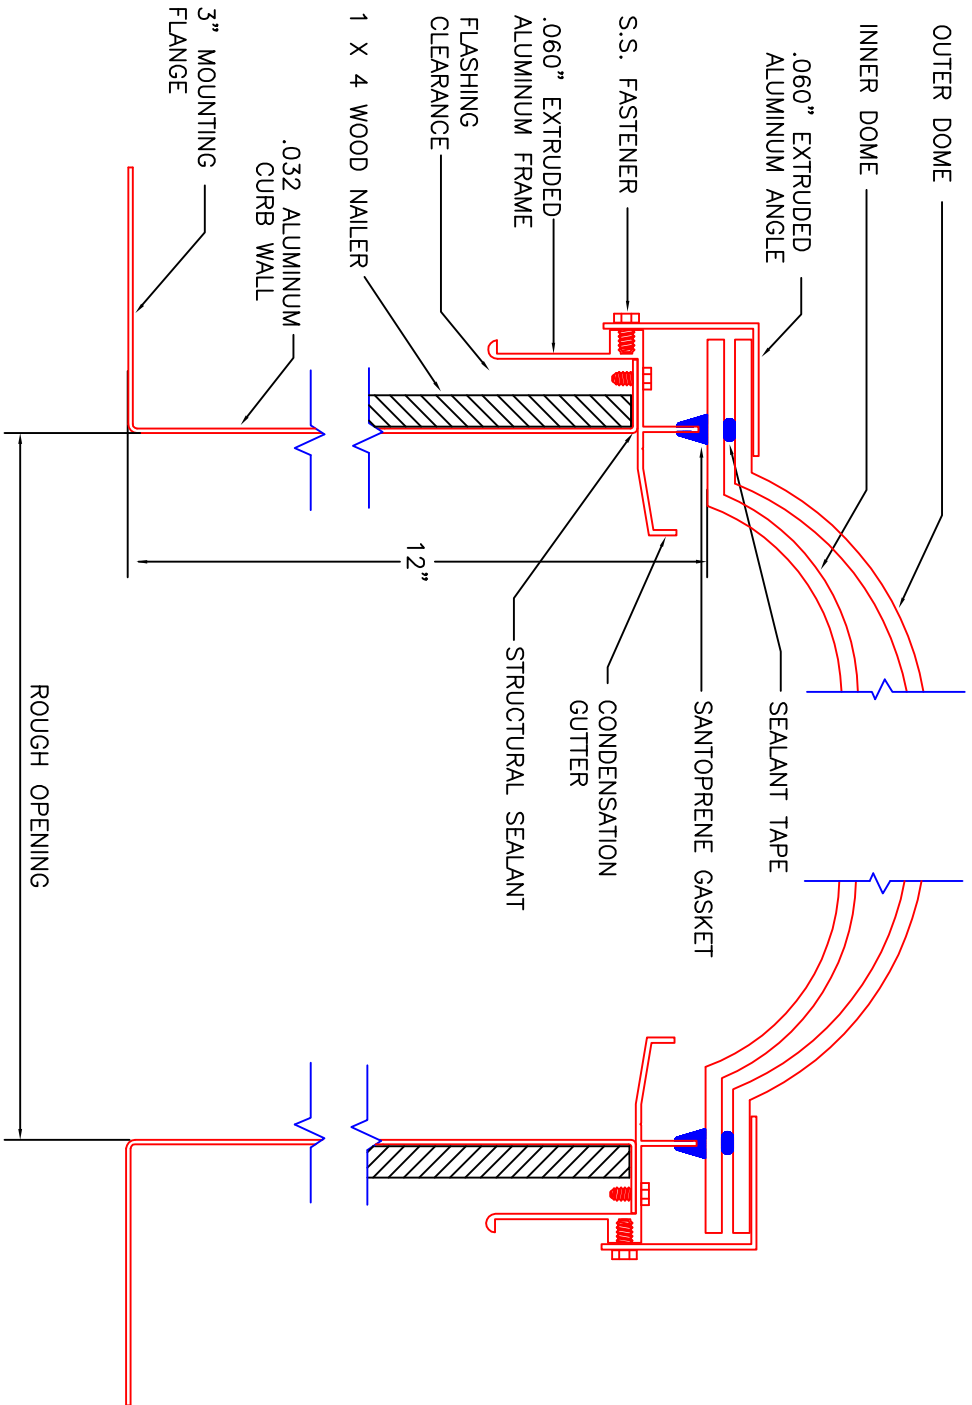 OUTER DOME
INNER DOME
.060" EXTRUDED
ALUMINUM ANGLE
S.S. FASTENER
.060" EXTRUDED
ALUMINUM FRAME
FLASHING
CLEARANCE
1 X 4 WOOD NAILER
.032 ALUMINUM
CURB WALL
3" MOUNTING
FLANGE
12"
SEALANT TAPE
SANTOPRENE GASKET
CONDENSATION
GUTTER
STRUCTURAL SEALANT
ROUGH OPENING